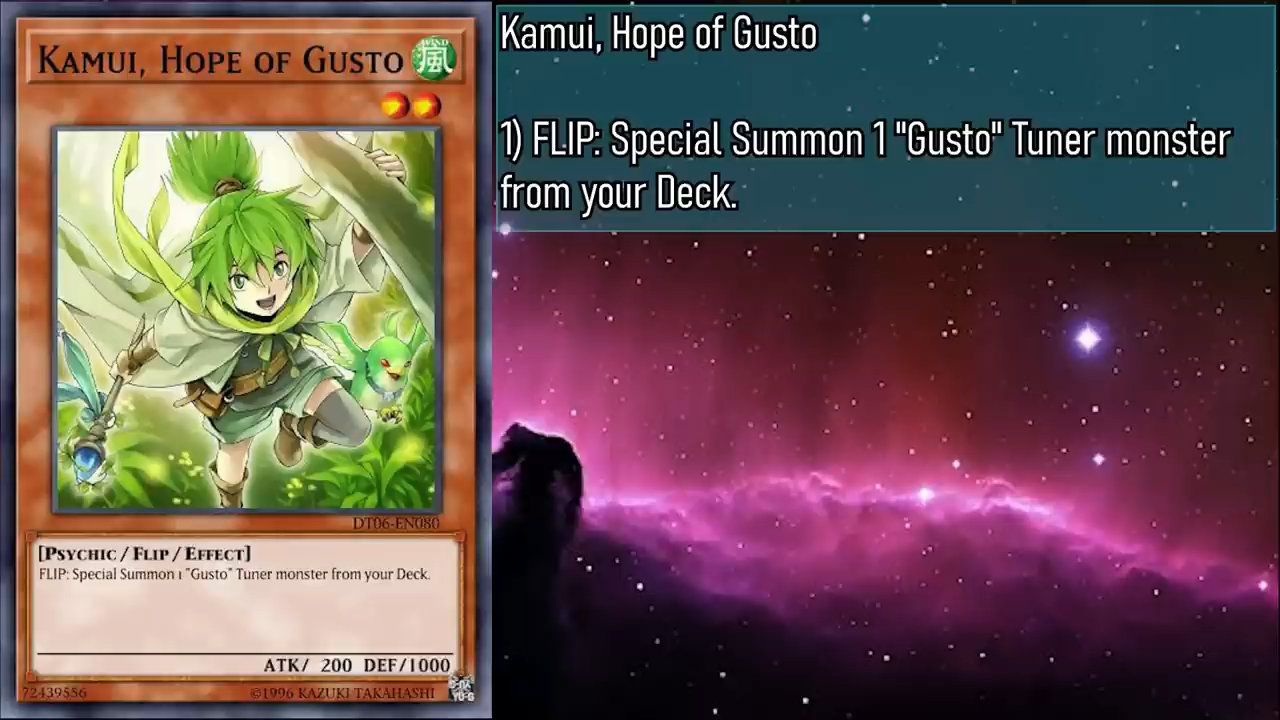 KAMUI, HOPE OF GUSTO
WIND
風
DT06-EN080
[PSYCHIC / FLIP / EFFECT]
FLIP: Special Summon 1 "Gusto" Tuner monster from your Deck.
ATK/ 200 DEF/1000
72439556
©1996 KAZUKI TAKAHASHI
Kamui, Hope of Gusto
1) FLIP: Special Summon 1 "Gusto" Tuner monster
from your Deck.